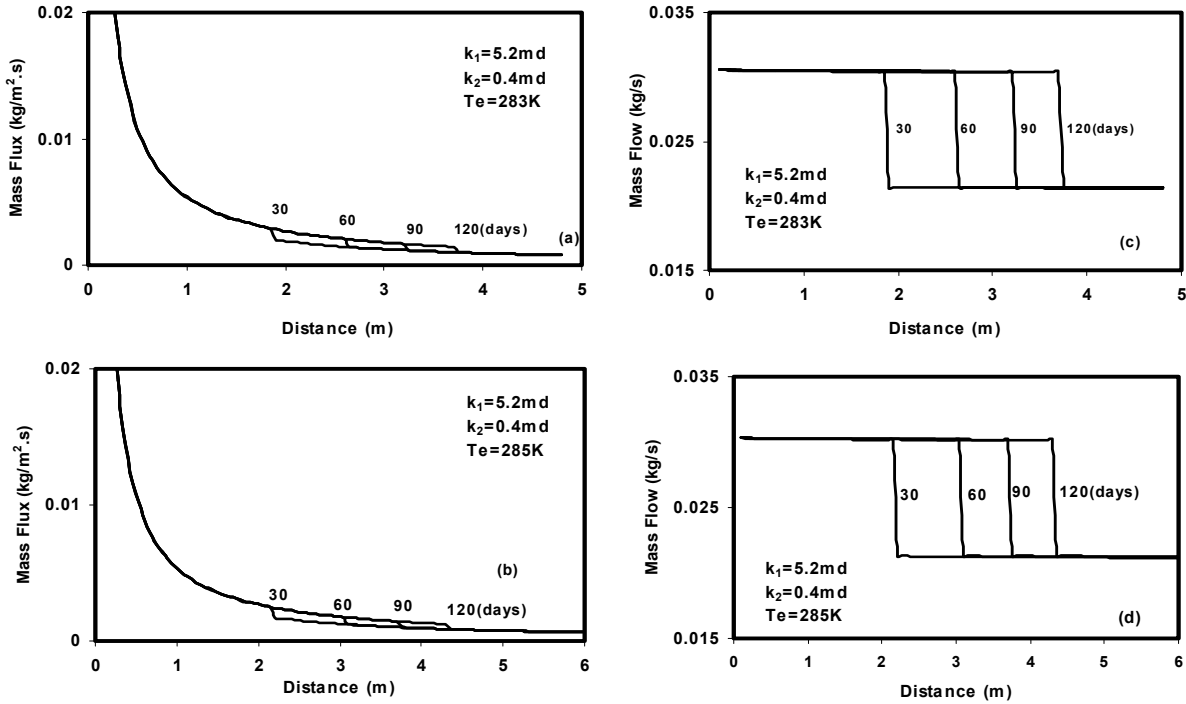 0.02
0.01
0
Mass Flux (kg/m².s)
k₁=5.2md
k₂=0.4md
Te=283K
30
60
90
120(days)
(a)
0 1 2 3 4 5
Distance (m)
0.035
0.025
0.015
Mass Flow (kg/s)
30
60
90
120(days)
k₁=5.2md
k₂=0.4md
Te=283K
(c)
0 1 2 3 4 5
Distance (m)
0.02
0.01
0
Mass Flux (kg/m².s)
k₁=5.2md
k₂=0.4md
Te=285K
(b)
30
60
90
120(days)
0 1 2 3 4 5 6
Distance (m)
0.035
0.025
0.015
Mass Flow (kg/s)
30
60
90
120(days)
k₁=5.2md
k₂=0.4md
Te=285K
(d)
0 1 2 3 4 5 6
Distance (m)